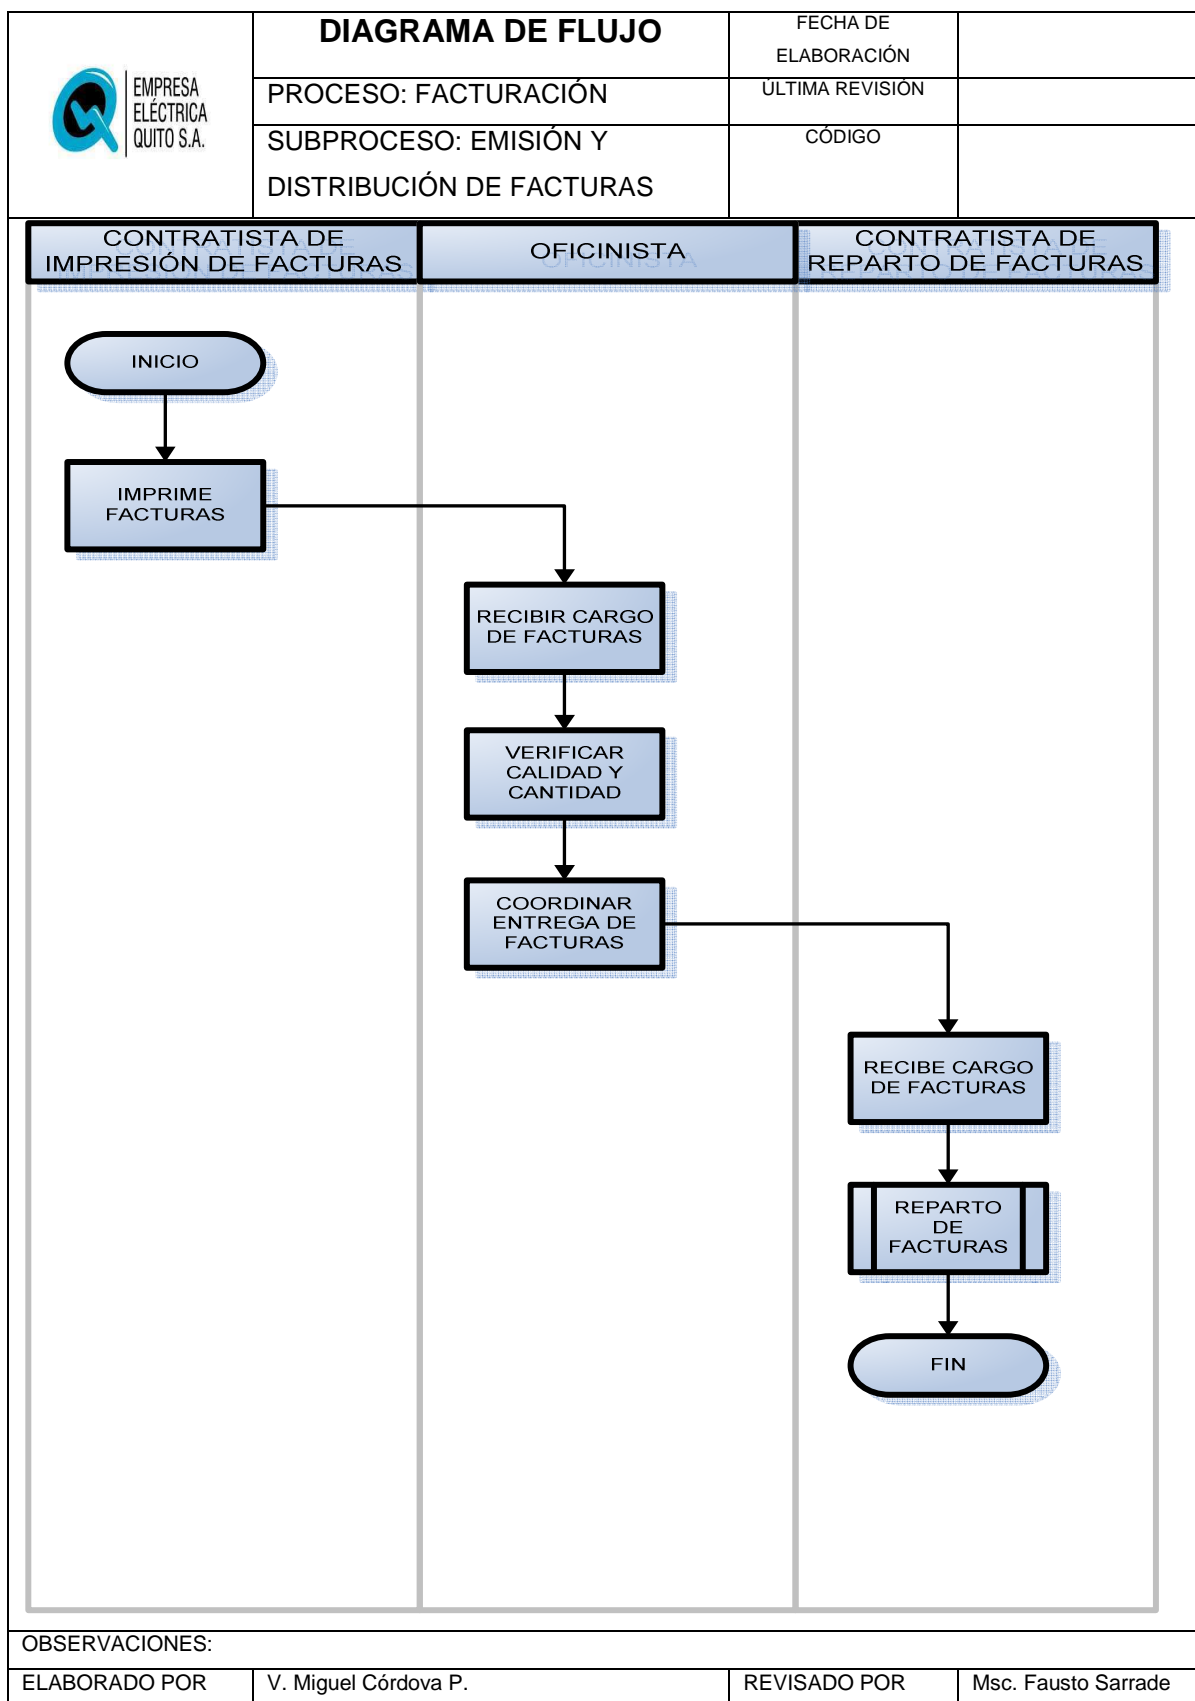 EMPRESA
ELÉCTRICA
QUITO S.A.
DIAGRAMA DE FLUJO
FECHA DE
ELABORACIÓN
PROCESO: FACTURACIÓN
ÚLTIMA REVISIÓN
SUBPROCESO: EMISIÓN Y
DISTRIBUCIÓN DE FACTURAS
CÓDIGO
CONTRATISTA DE
IMPRESIÓN DE FACTURAS
OFICINISTA
CONTRATISTA DE
REPARTO DE FACTURAS
INICIO
IMPRIME
FACTURAS
RECIBIR CARGO
DE FACTURAS
VERIFICAR
CALIDAD Y
CANTIDAD
COORDINAR
ENTREGA DE
FACTURAS
RECIBE CARGO
DE FACTURAS
REPARTO
DE
FACTURAS
FIN
OBSERVACIONES:
ELABORADO POR
V. Miguel Córdova P.
REVISADO POR
Msc. Fausto Sarrade